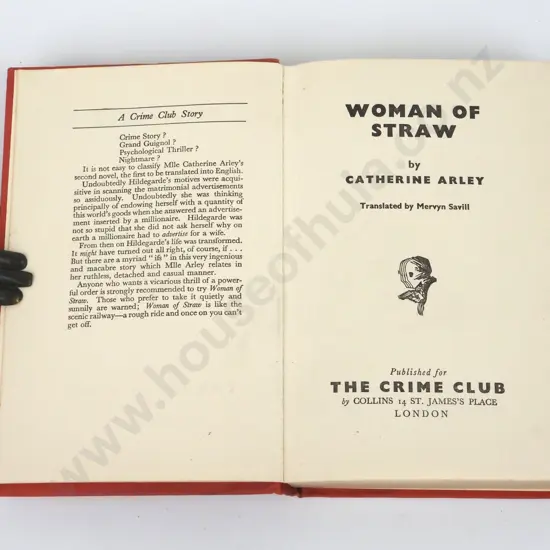 A Crime Club Story
Crime Story ?
Grand Guignol ?
Psychological Thriller ?
Nightmare ?
It is not easy to classify Mlle Catherine Arley's
second novel, the first to be translated into English.
Undoubtedly Hildegarde's motives were acqui-
sitive in scanning the matrimonial advertisements
so assiduously. Undoubtedly she was thinking
principally of endowing herself with a quantity of
this world's goods when she answered an advertise-
ment inserted by a millionaire. Hildegarde was
not so stupid that she did not ask herself why on
earth a millionaire had to advertise for a wife.
From then on Hildegarde's life was transformed.
It might have turned out all right, of course, if . . .
But there are a myriad "ifs" in this very ingenious
and macabre story which Mlle Arley relates in
her ruthless, detached and casual manner.
Anyone who wants a vicarious thrill of a power-
ful order is strongly recommended to try Woman of
Straw. Those who prefer to take it quietly and
are warned; Woman of Straw is like the
scenic railway—a rough ride and once on you can't
get off.
WOMAN OF
STRAW
by
CATHERINE ARLEY
Translated by Mervyn Savill
Published for
THE CRIME CLUB
by COLLINS 14 ST. JAMES'S PLACE
LONDON
www.houseofhulia.co.nz